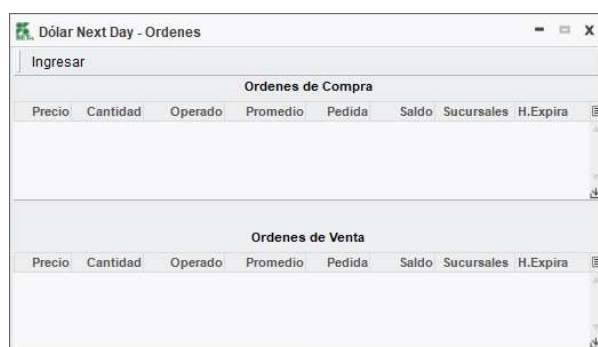 Dólar Next Day - Ordenes
Ingresar
Ordenes de Compra
Precio Cantidad Operado Promedio Pedida Saldo Sucursales H.Expira
Ordenes de Venta
Precio Cantidad Operado Promedio Pedida Saldo Sucursales H.Expira